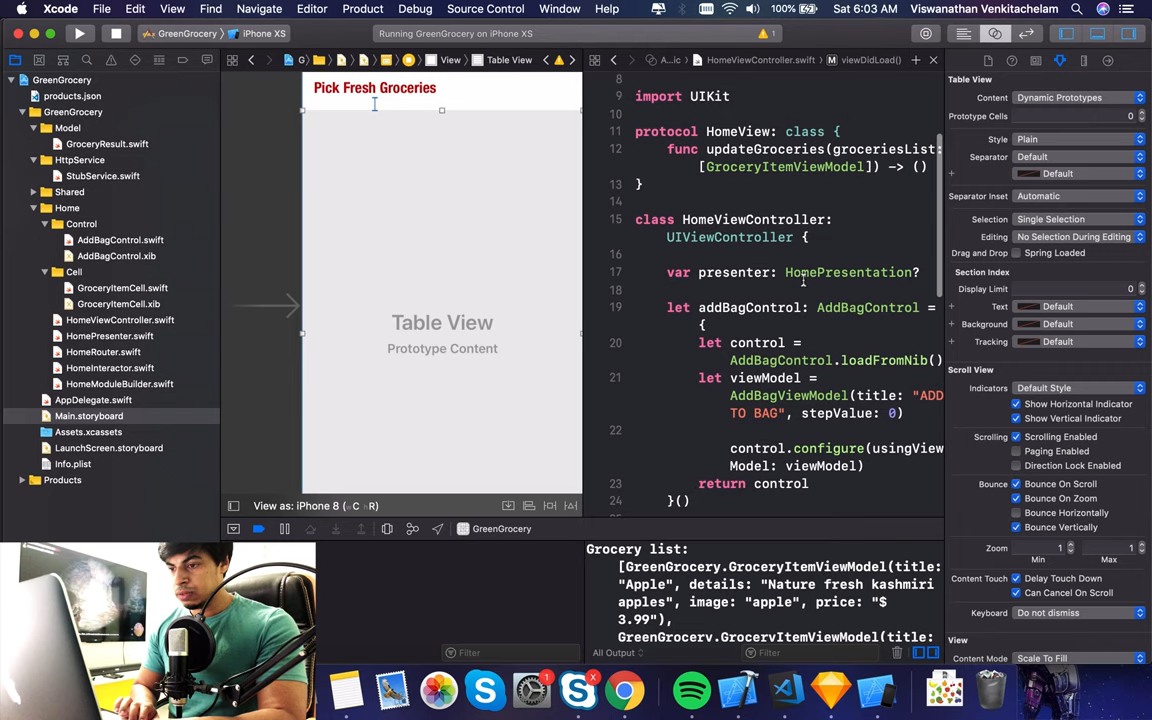 Xcode File Edit View Find Navigate Editor Product Debug Source Control Window Help 100% Sat 6:03 AM Viswanathan Venkitachelam
GreenGrocery iPhone XS
Running GreenGrocery on iPhone XS
1
G
View
Table View
A...ic
HomeViewController.swift
viewDidLoad()
GreenGrocery
products.json
GreenGrocery
Model
GroceryResult.swift
HttpService
StubService.swift
Shared
Home
Control
AddBagControl.swift
AddBagControl.xib
Cell
GroceryItemCell.swift
GroceryItemCell.xib
HomeViewController.swift
HomePresenter.swift
HomeRouter.swift
HomeInteractor.swift
HomeModuleBuilder.swift
AppDelegate.swift
Main.storyboard
Assets.xcassets
LaunchScreen.storyboard
Info.plist
Products
Pick Fresh Groceries
Table View
Prototype Content
View as: iPhone 8 (wC hR)
8
9 import UIKit
10
11 protocol HomeView: class {
12 func updateGroceries(groceriesList:
[GroceryItemViewModel]) -> ()
13 }
14
15 class HomeViewController:
UIViewController {
16
17 var presenter: HomePresentation?
18
19 let addBagControl: AddBagControl =
{
20 let control =
AddBagControl.loadFromNib()
21 let viewModel =
AddBagViewModel(title: "ADD
TO BAG", stepValue: 0)
22
control.configure(usingView
Model: viewModel)
23 return control
24 }()
GreenGrocery
Grocery list:
[GreenGrocery.GroceryItemViewModel(title:
"Apple", details: "Nature fresh kashmiri
apples", image: "apple", price: "$
3.99"),
GreenGrocery.GroceryItemViewModel(title:
Filter
All Output
Filter
Table View
Content Dynamic Prototypes
Prototype Cells 0
Style Plain
Separator Default
Default
Separator Inset Automatic
Selection Single Selection
Editing No Selection During Editing
Drag and Drop Spring Loaded
Section Index
Display Limit 0
Text Default
Background Default
Tracking Default
Scroll View
Indicators Default Style
Show Horizontal Indicator
Show Vertical Indicator
Scrolling Scrolling Enabled
Paging Enabled
Direction Lock Enabled
Bounce Bounce On Scroll
Bounce On Zoom
Bounce Horizontally
Bounce Vertically
Zoom 1 1
Min Max
Content Touch Delay Touch Down
Can Cancel On Scroll
Keyboard Do not dismiss
View
Content Mode Scale To Fill
Filter
1
X